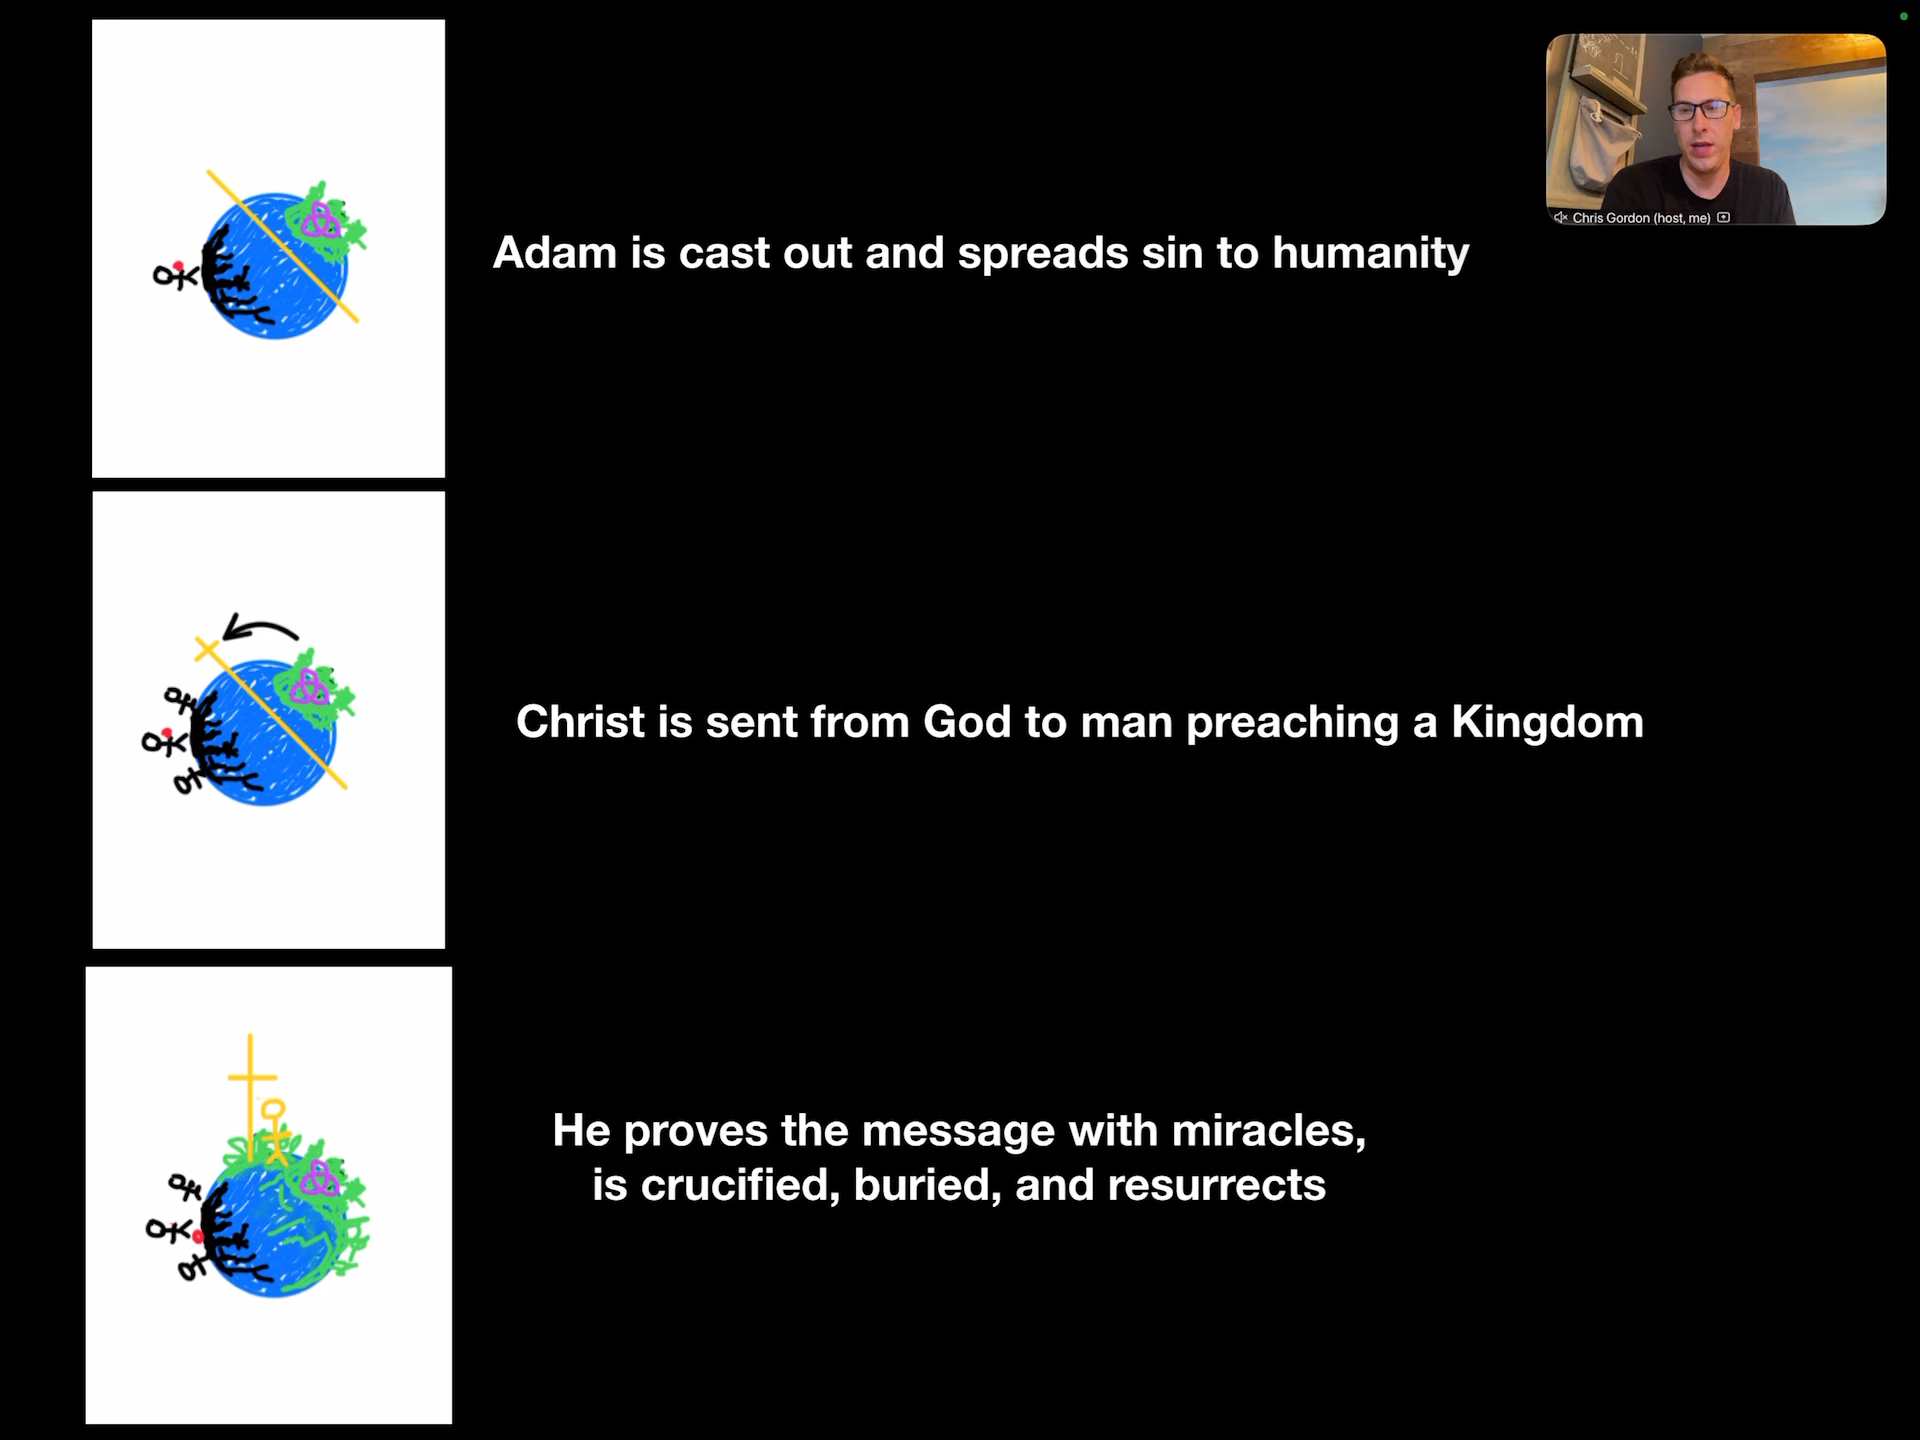 Chris Gordon (host, me)
Adam is cast out and spreads sin to humanity
Christ is sent from God to man preaching a Kingdom
He proves the message with miracles,
is crucified, buried, and resurrects